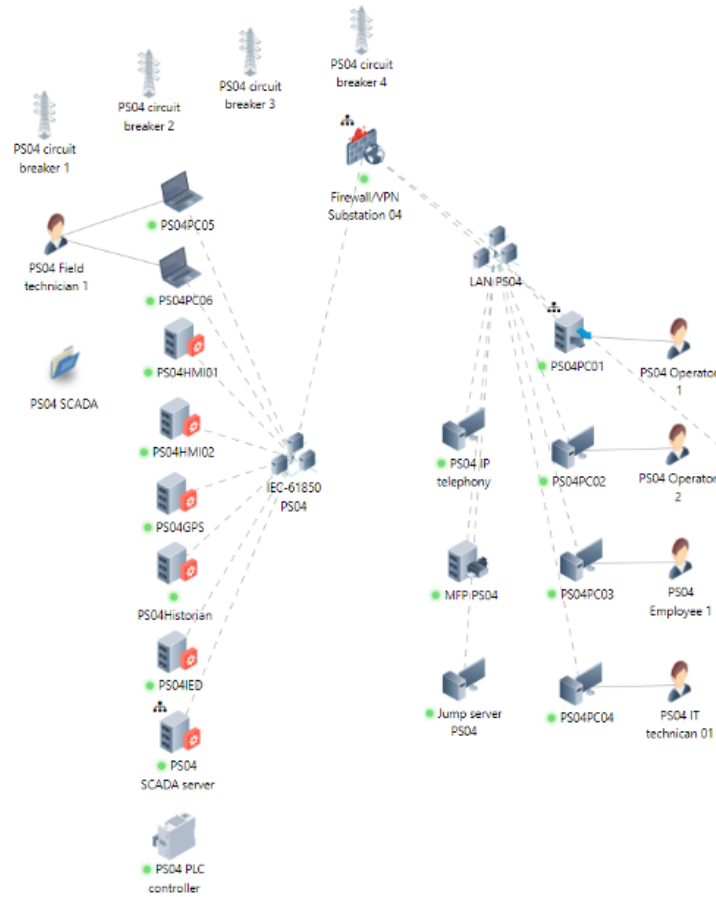 PS04 circuit
breaker 4
PS04 circuit
breaker 3
PS04 circuit
breaker 2
PS04 circuit
breaker 1
Firewall/VPN
Substation 04
PS04PC05
PS04 Field
technician 1
PS04PC06
LAN PS04
PS04HMI01
PS04PC01
PS04 Operator
1
PS04 SCADA
PS04HMI02
PS04 IP
telephony
PS04PC02
PS04 Operator
2
IEC-61850
PS04
PS04GPS
PS04Historian
MFP PS04
PS04PC03
PS04
Employee 1
PS04IED
Jump server
PS04
PS04PC04
PS04 IT
technican 01
PS04
SCADA server
PS04 PLC
controller